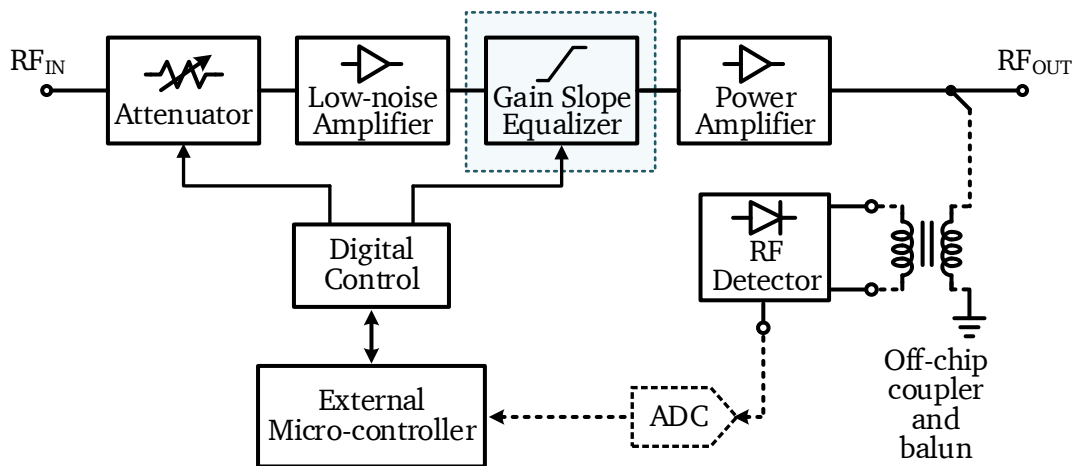 RF_IN
Attenuator
Low-noise
Amplifier
Gain Slope
Equalizer
Power
Amplifier
RF_OUT
Digital
Control
RF
Detector
Off-chip
coupler
and
balun
External
Micro-controller
ADC